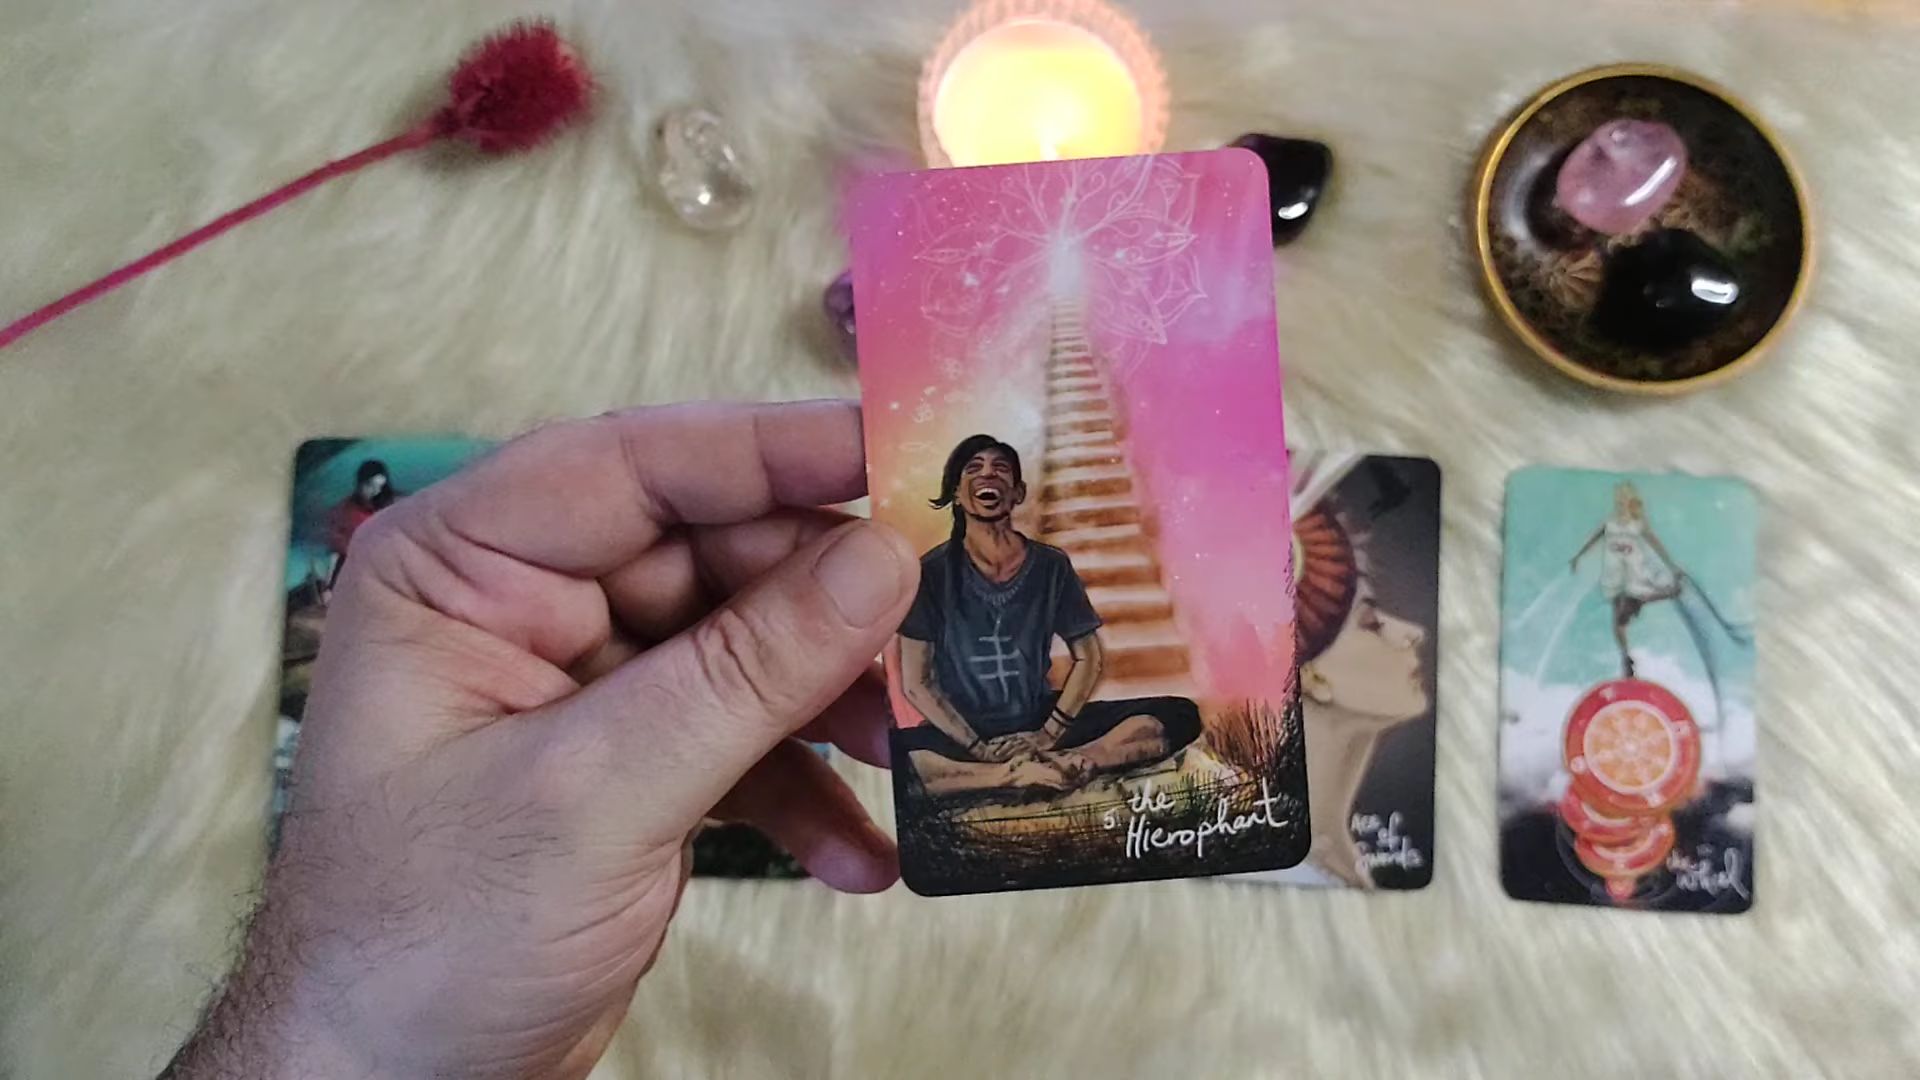 5. the
Hierophant
Ace
of
Swords
the
Wheel